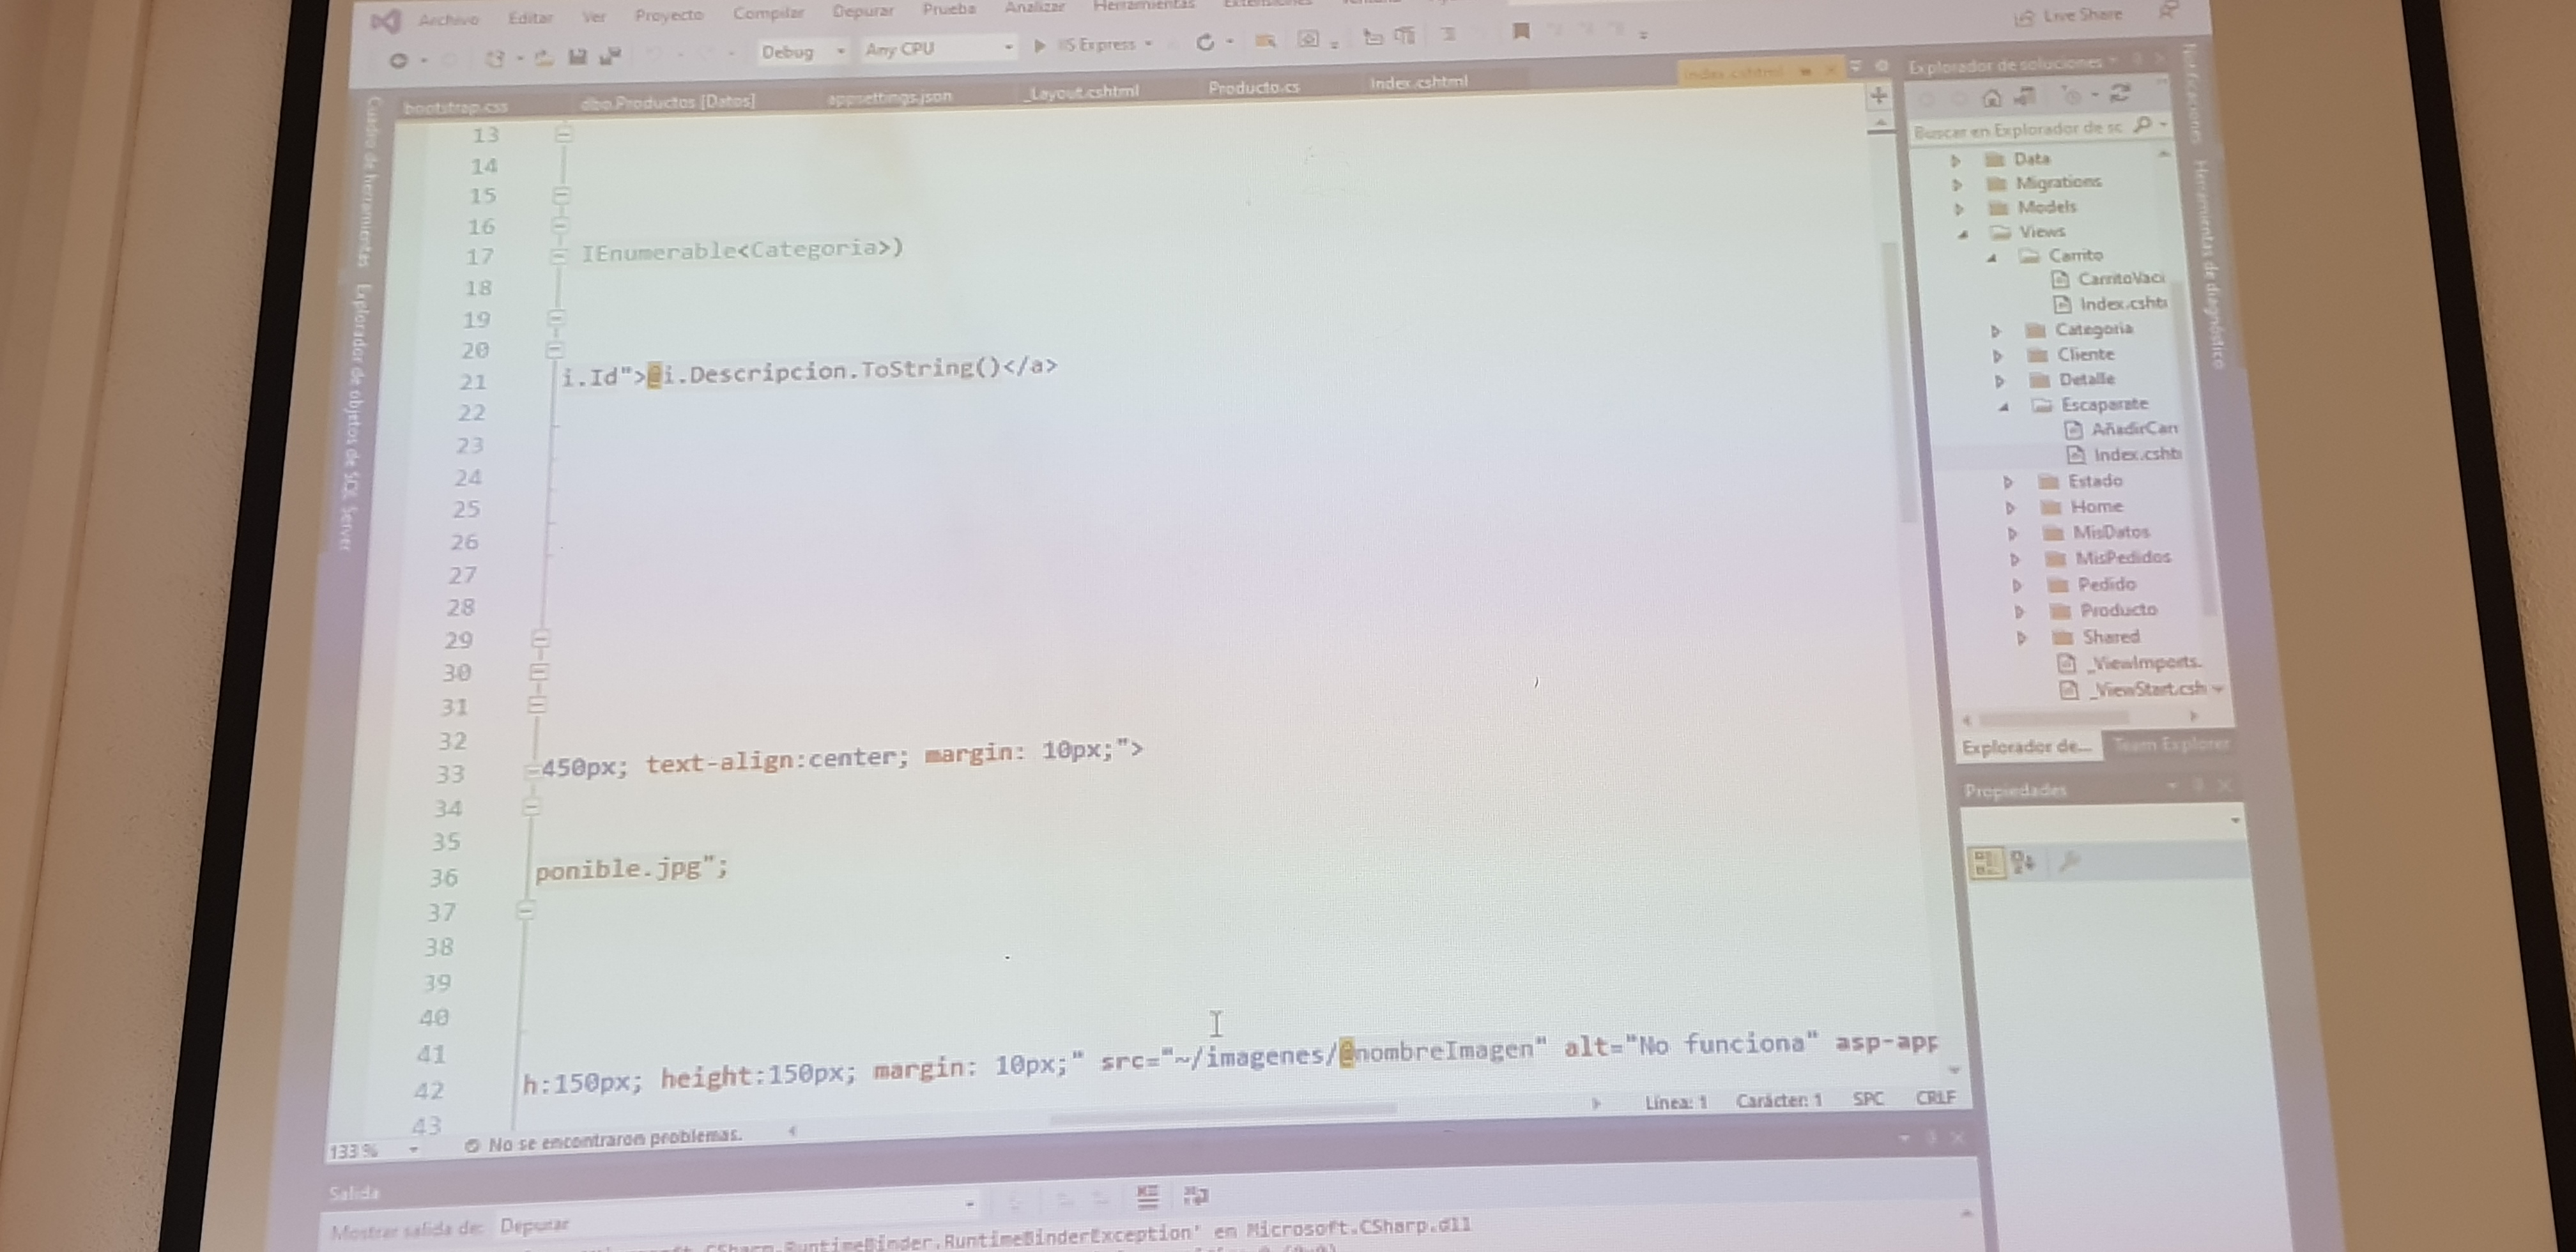 Archivo Editar Ver Proyecto Compilar Depurar Prueba Analizar Herramientas
Live Share
Debug Any CPU IIS Express
bootstrap.css dbo.Productos [Datos] appsettings.json _Layout.cshtml Producto.cs Index.cshtml Index.cshtml
Cuadro de herramientas Explorador de objetos de SQL Server
13
14
15
16
17 IEnumerable<Categoria>)
18
19
20
21 i.Id">@i.Descripcion.ToString()</a>
22
23
24
25
26
27
28
29
30
31
32
33 450px; text-align:center; margin: 10px;">
34
35
36 ponible.jpg";
37
38
39
40
41
42 h:150px; height:150px; margin: 10px;" src="~/imagenes/@nombreImagen" alt="No funciona" asp-app
43
133 % No se encontraron problemas. Línea: 1 Carácter: 1 SPC CRLF
Salida
Mostrar salida de: Depurar
CSharp.RuntimeBinder.RuntimeBinderException' en Microsoft.CSharp.dll
Explorador de soluciones
Buscar en Explorador de sc
Data
Migrations
Models
Views
Carrito
CarritoVaci
Index.csht
Categoria
Cliente
Detalle
Escaparate
AñadirCarr
Index.csht
Estado
Home
MisDatos
MisPedidos
Pedido
Producto
Shared
_ViewImports.
_ViewStart.csh
Explorador de... Team Explorer
Propiedades
Notificaciones Herramientas de diagnóstico